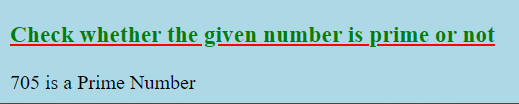 Check whether the given number is prime or not
705 is a Prime Number